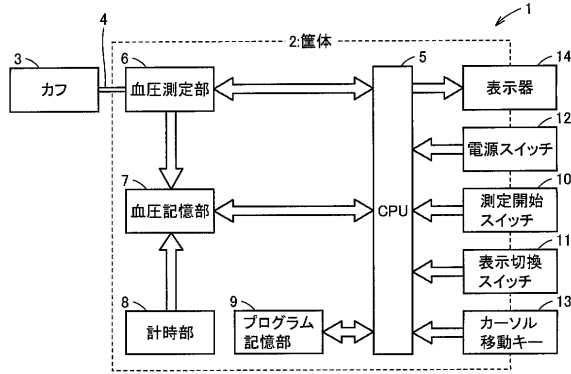 1
2:筐体
3
カフ
4
6
血圧測定部
5
CPU
14
表示器
12
電源スイッチ
7
血圧記憶部
10
測定開始
スイッチ
11
表示切換
スイッチ
8
計時部
9
プログラム
記憶部
13
カーソル
移動キー